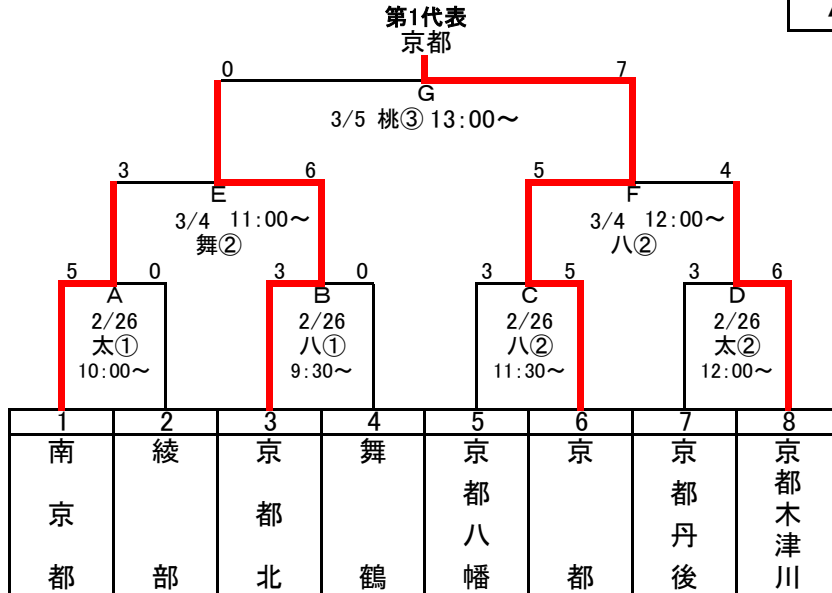 第1代表
京都
0 7
G
3/5 桃③ 13:00～
3 6 5 4
E F
3/4 11:00～ 3/4 12:00～
舞② 八②
5 0 3 0 3 5 3 6
A B C D
2/26 2/26 2/26 2/26
太① 八① 八② 太②
10:00～ 9:30～ 11:30～ 12:00～
1 2 3 4 5 6 7 8
南京都 綾部 京都北 舞鶴 京都八幡 京都 京都丹後 京都木津川